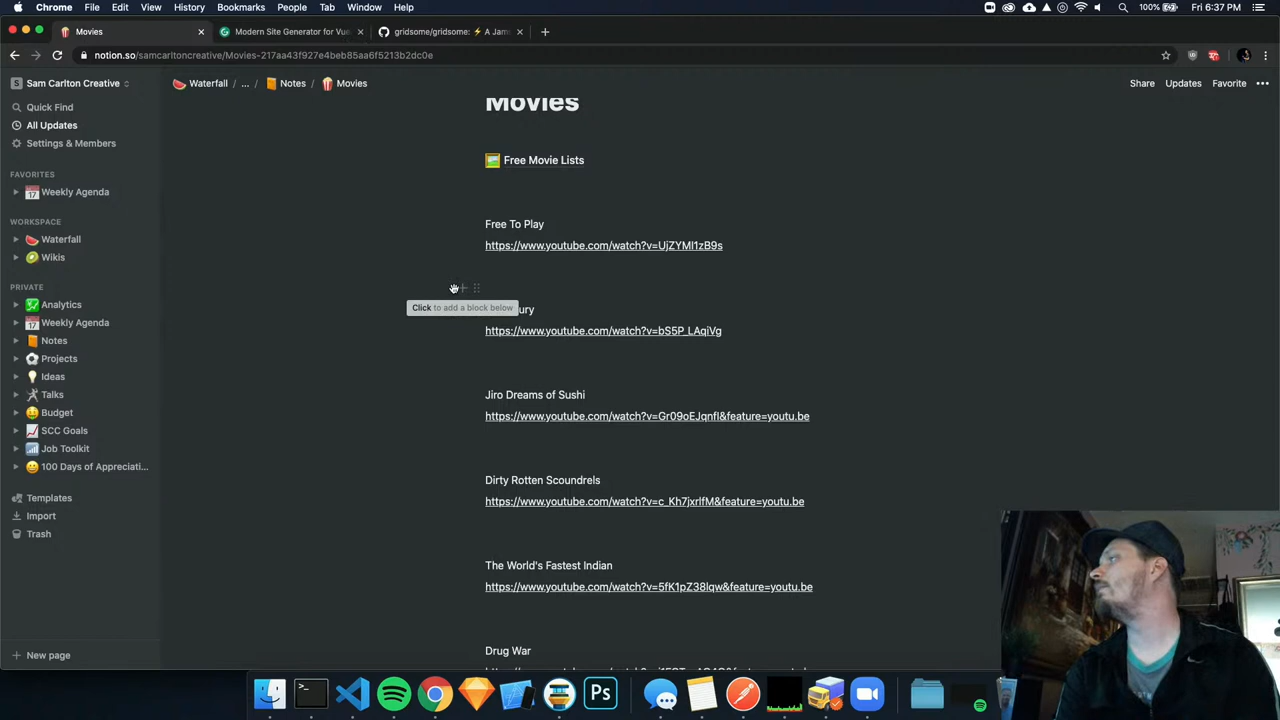 Chrome File Edit View History Bookmarks People Tab Window Help 100% Fri 6:37 PM
Movies Modern Site Generator for Vue gridsome/gridsome: ⚡ A Jam
notion.so/samcarltoncreative/Movies-217aa43f927e4beb85aa6f5213b2dc0e
S Sam Carlton Creative
Waterfall / ... / Notes / Movies
Share Updates Favorite •••
Quick Find
All Updates
Settings & Members
FAVORITES
Weekly Agenda
WORKSPACE
Waterfall
Wikis
PRIVATE
Analytics
Weekly Agenda
Notes
Projects
Ideas
Talks
Budget
SCC Goals
Job Toolkit
100 Days of Appreciati...
Templates
Import
Trash
New page
Movies
Free Movie Lists
Free To Play
https://www.youtube.com/watch?v=UjZYMI1zB9s
Click to add a block below
ury
https://www.youtube.com/watch?v=bS5P_LAqiVg
Jiro Dreams of Sushi
https://www.youtube.com/watch?v=Gr09oEJqnfI&feature=youtu.be
Dirty Rotten Scoundrels
https://www.youtube.com/watch?v=c_Kh7jxrlfM&feature=youtu.be
The World's Fastest Indian
https://www.youtube.com/watch?v=5fK1pZ38lqw&feature=youtu.be
Drug War
Ps